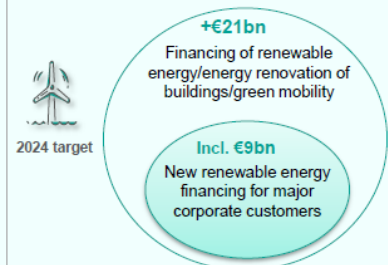 +€21bn
Financing of renewable
energy/energy renovation of
buildings/green mobility
2024 target
Incl. €9bn
New renewable energy
financing for major
corporate customers